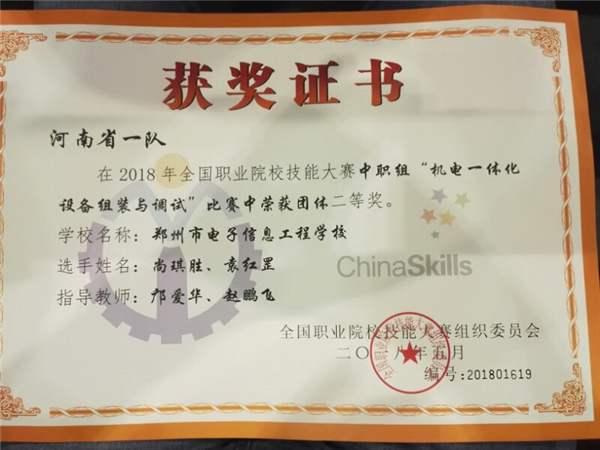 获奖证书
河南省一队
在2018年全国职业院校技能大赛中职组“机电一体化
设备组装与调试”比赛中荣获团体二等奖。
学校名称：郑州市电子信息工程学校
选手姓名：尚琪胜、袁红罡
指导教师：邝爱华、赵鹏飞
ChinaSkills
全国职业院校技能大赛组织委员会
二〇一八年五月
编号:201801619